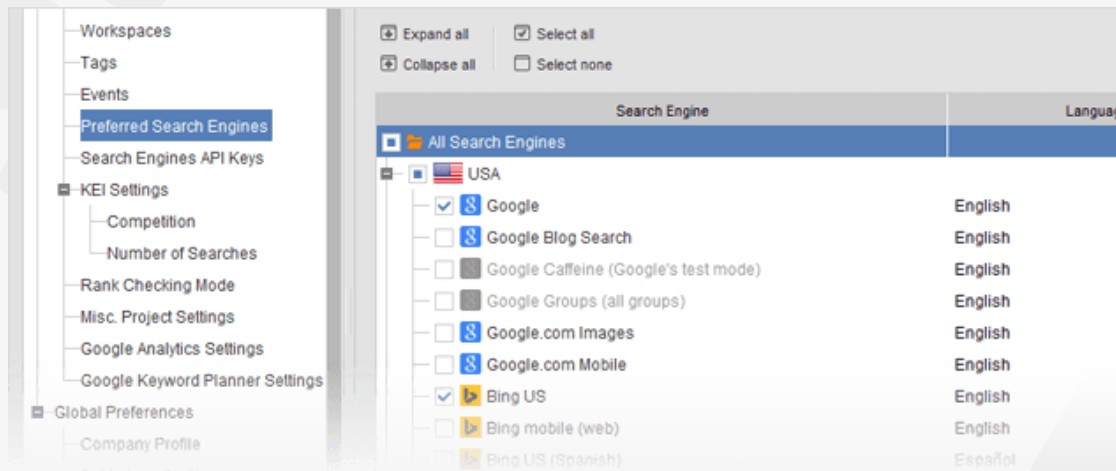 Workspaces
Tags
Events
Preferred Search Engines
Search Engines API Keys
KEI Settings
Competition
Number of Searches
Rank Checking Mode
Misc. Project Settings
Google Analytics Settings
Google Keyword Planner Settings
Global Preferences
Company Profile
Expand all Select all
Collapse all Select none
Search Engine Languag
All Search Engines
USA
Google English
Google Blog Search English
Google Caffeine (Google's test mode) English
Google Groups (all groups) English
Google.com Images English
Google.com Mobile English
Bing US English
Bing mobile (web) English
Bing US (Spanish) Español